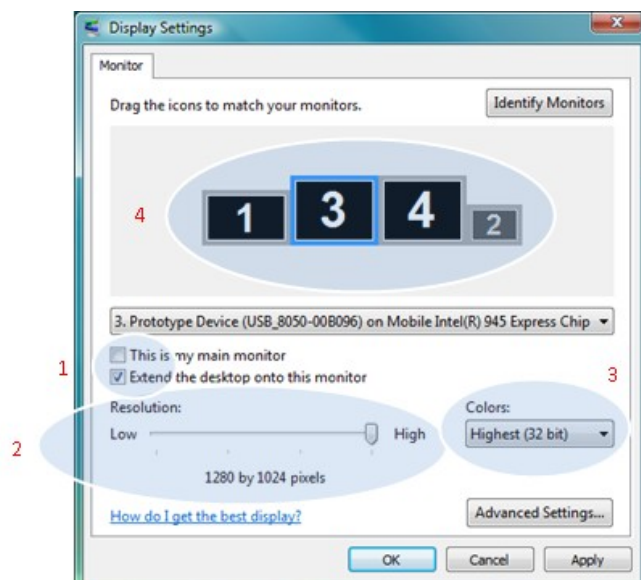 Display Settings
Monitor
Drag the icons to match your monitors.
Identify Monitors
4
1 3 4 2
3. Prototype Device (USB_8050-00B096) on Mobile Intel(R) 945 Express Chip
1
This is my main monitor
Extend the desktop onto this monitor
3
Resolution:
Colors:
2
Low High
Highest (32 bit)
1280 by 1024 pixels
How do I get the best display?
Advanced Settings...
OK Cancel Apply